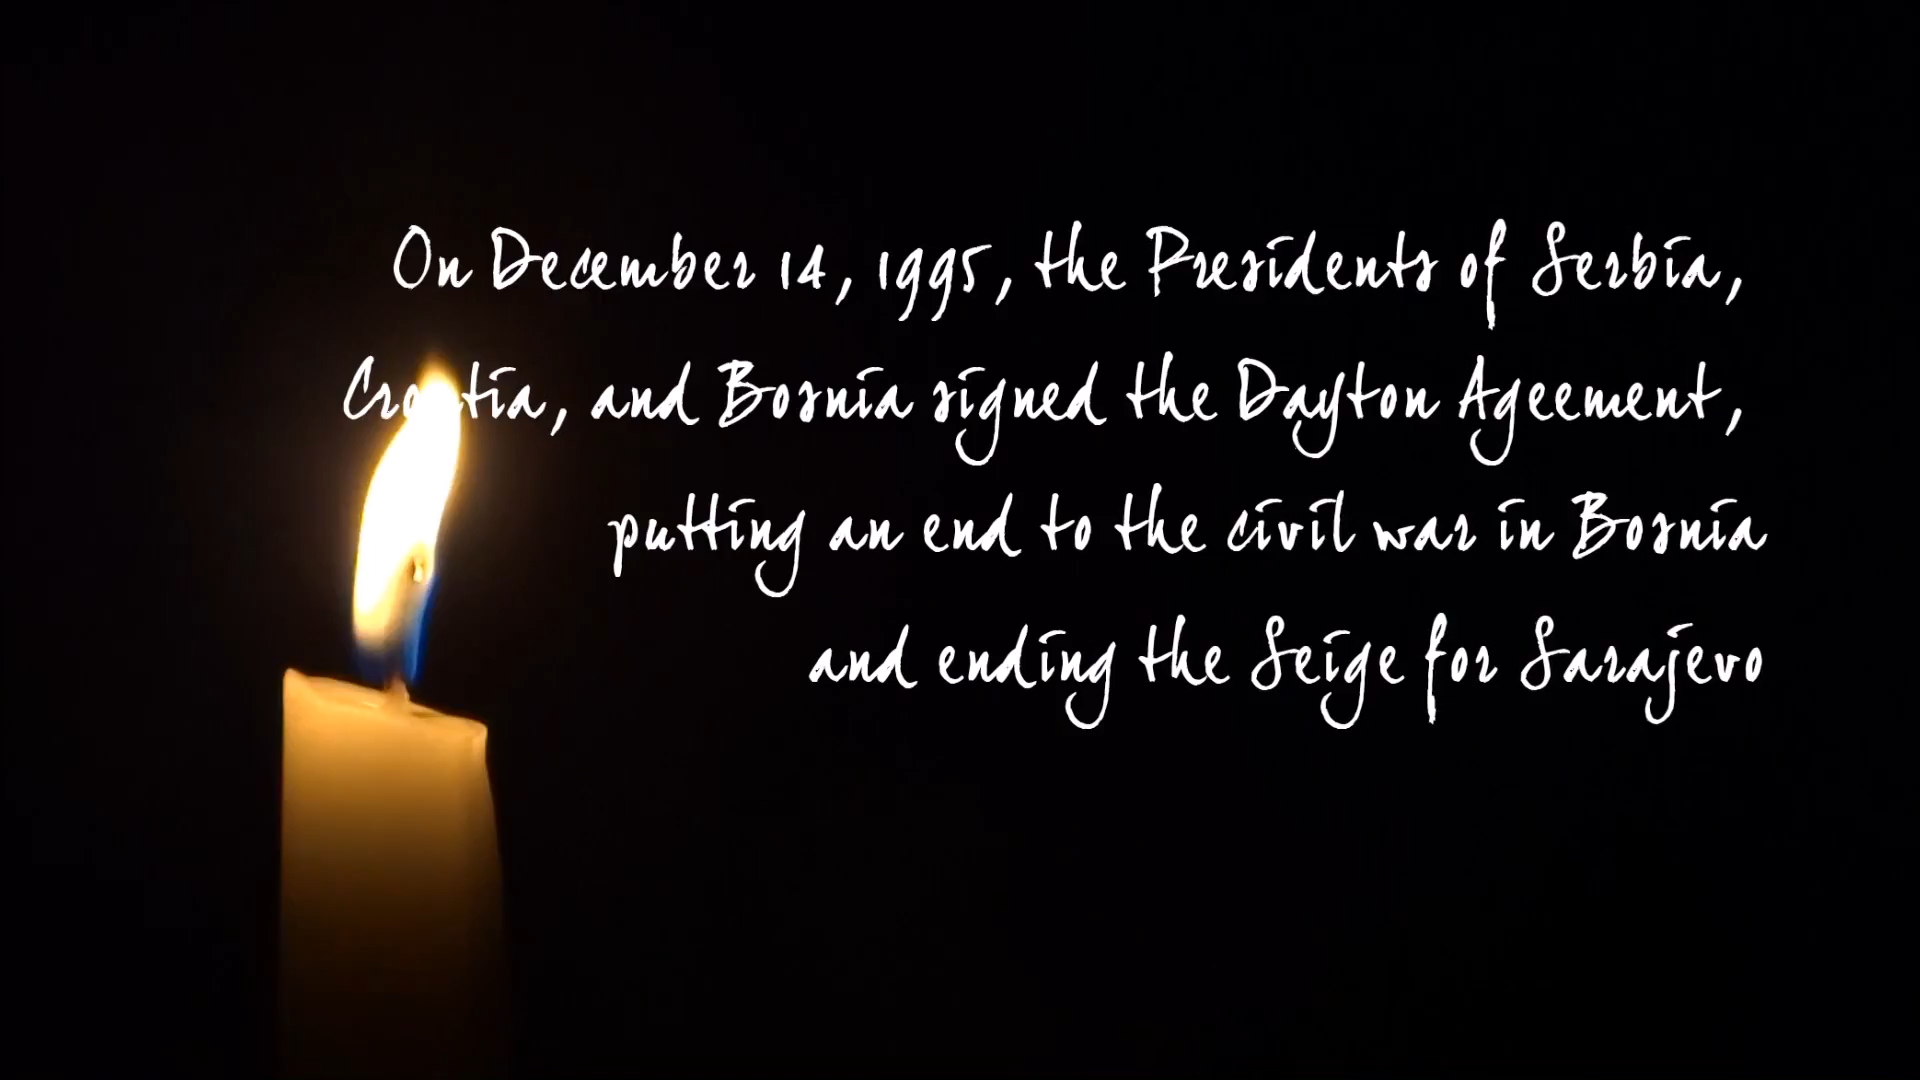 On December 14, 1995, the Presidents of Serbia,
Croatia, and Bosnia signed the Dayton Ageement,
putting an end to the civil war in Bosnia
and ending the Seige for Sarajevo